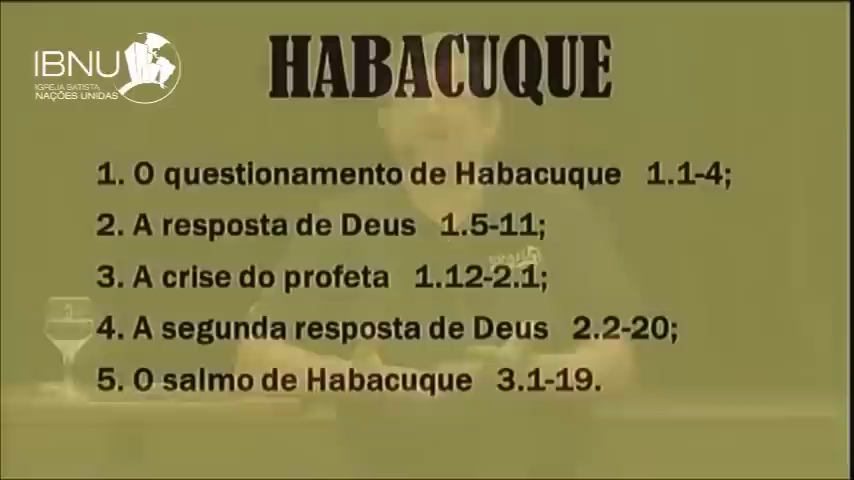 IBNU
IGREJA BATISTA
NAÇÕES UNIDAS
HABACUQUE
1. O questionamento de Habacuque 1.1-4;
2. A resposta de Deus 1.5-11;
3. A crise do profeta 1.12-2.1;
4. A segunda resposta de Deus 2.2-20;
5. O salmo de Habacuque 3.1-19.